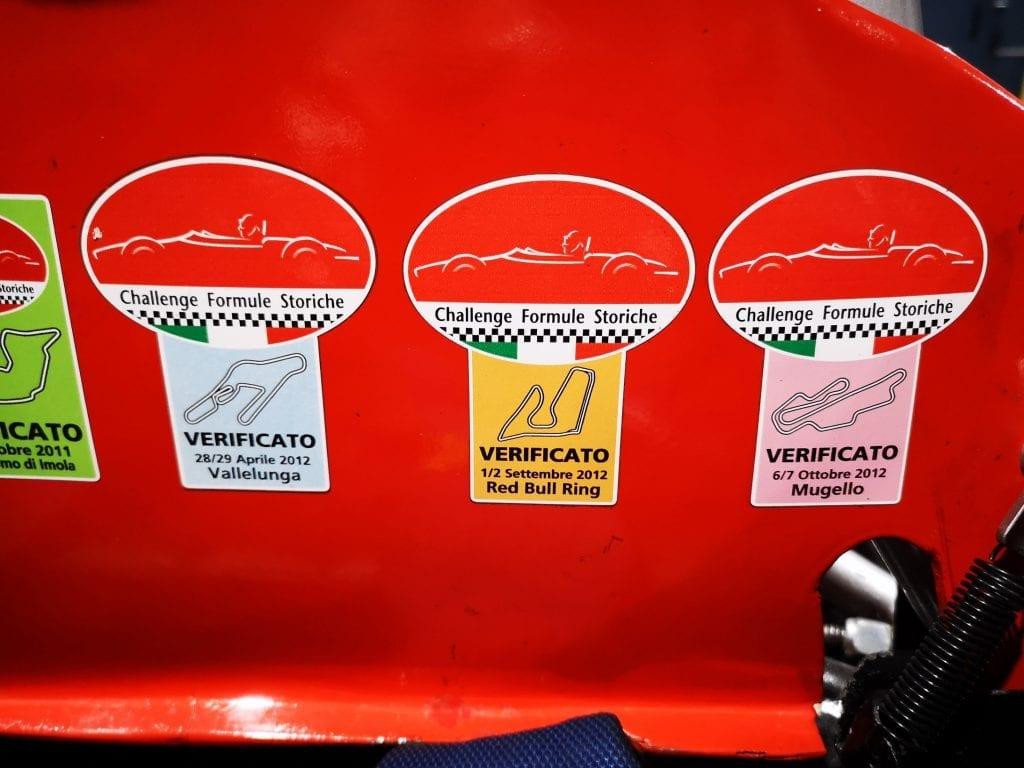 Storiche
Challenge Formule Storiche
VERIFICATO
28/29 Aprile 2012
Vallelunga
Challenge Formule Storiche
VERIFICATO
1/2 Settembre 2012
Red Bull Ring
Challenge Formule Storiche
VERIFICATO
6/7 Ottobre 2012
Mugello
ICATO
obre 2011
mo di Imola